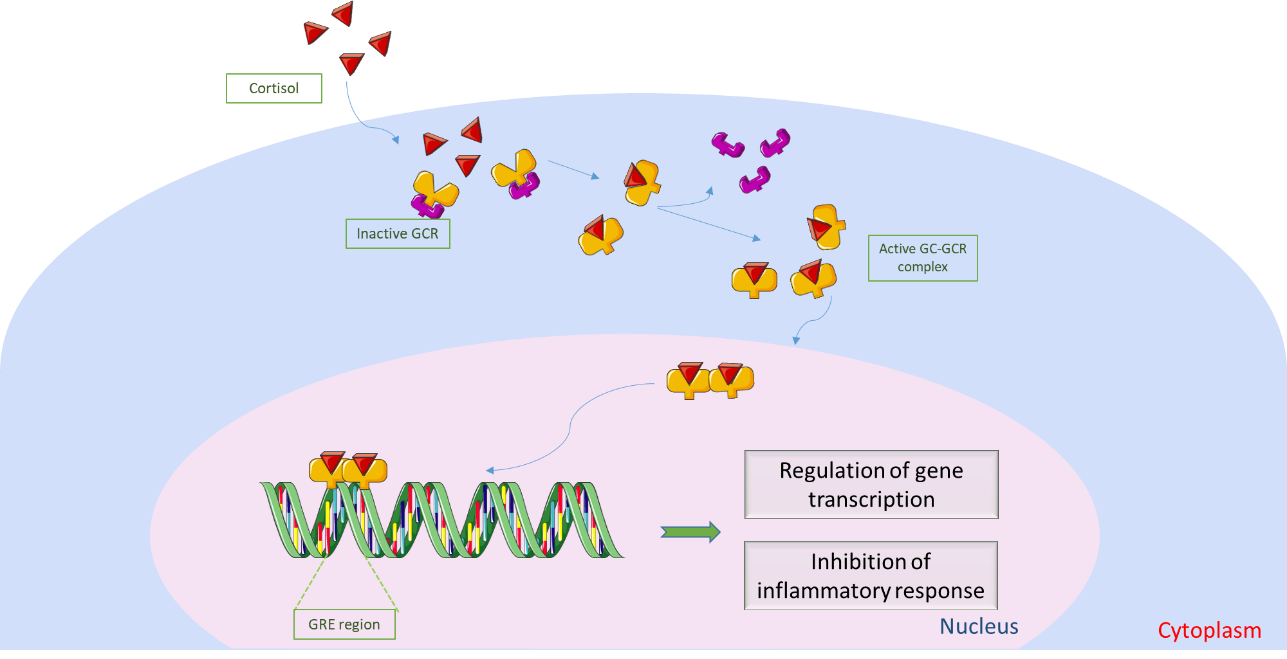 Cortisol
Inactive GCR
Active GC-GCR
complex
Regulation of gene
transcription
Inhibition of
inflammatory response
GRE region
Nucleus
Cytoplasm